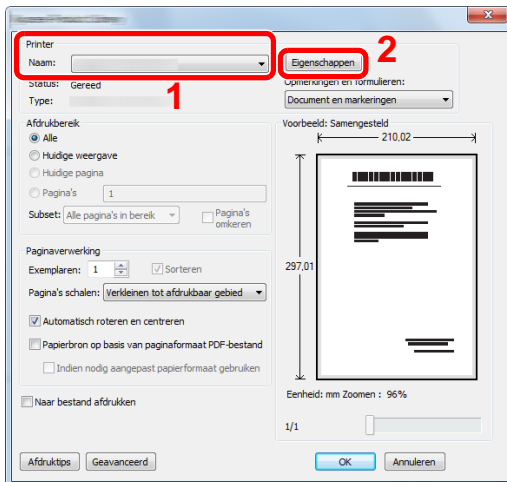 Printer
Naam:
1
Eigenschappen
2
Status: Gereed
Type:
Opmerkingen en formulieren:
Document en markeringen
Afdrukbereik
Alle
Huidige weergave
Huidige pagina
Pagina's 1
Subset: Alle pagina's in bereik
Pagina's omkeren
Paginaverwerking
Exemplaren: 1
Sorteren
Pagina's schalen: Verkleinen tot afdrukbaar gebied
Automatisch roteren en centreren
Papierbron op basis van paginaformaat PDF-bestand
Indien nodig aangepast papierformaat gebruiken
Naar bestand afdrukken
Voorbeeld: Samengesteld
210,02
297,01
Eenheid: mm Zoomen : 96%
1/1
Afdruktips
Geavanceerd
OK
Annuleren